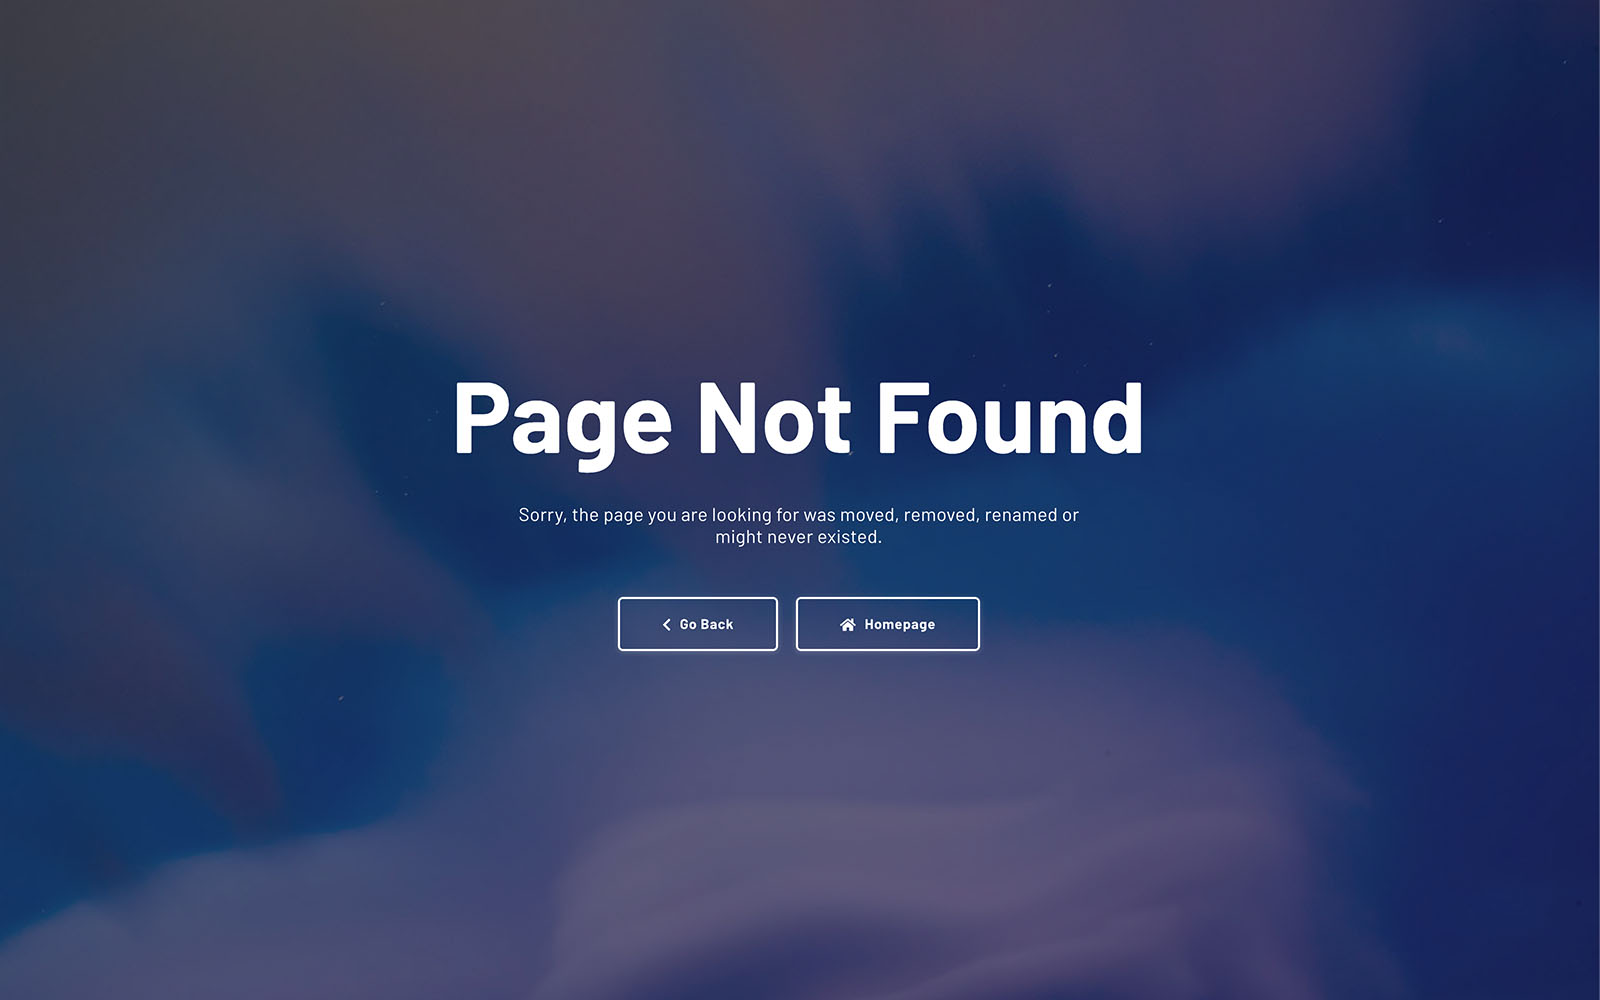 Page Not Found
Sorry, the page you are looking for was moved, removed, renamed or
might never existed.
Go Back
Homepage